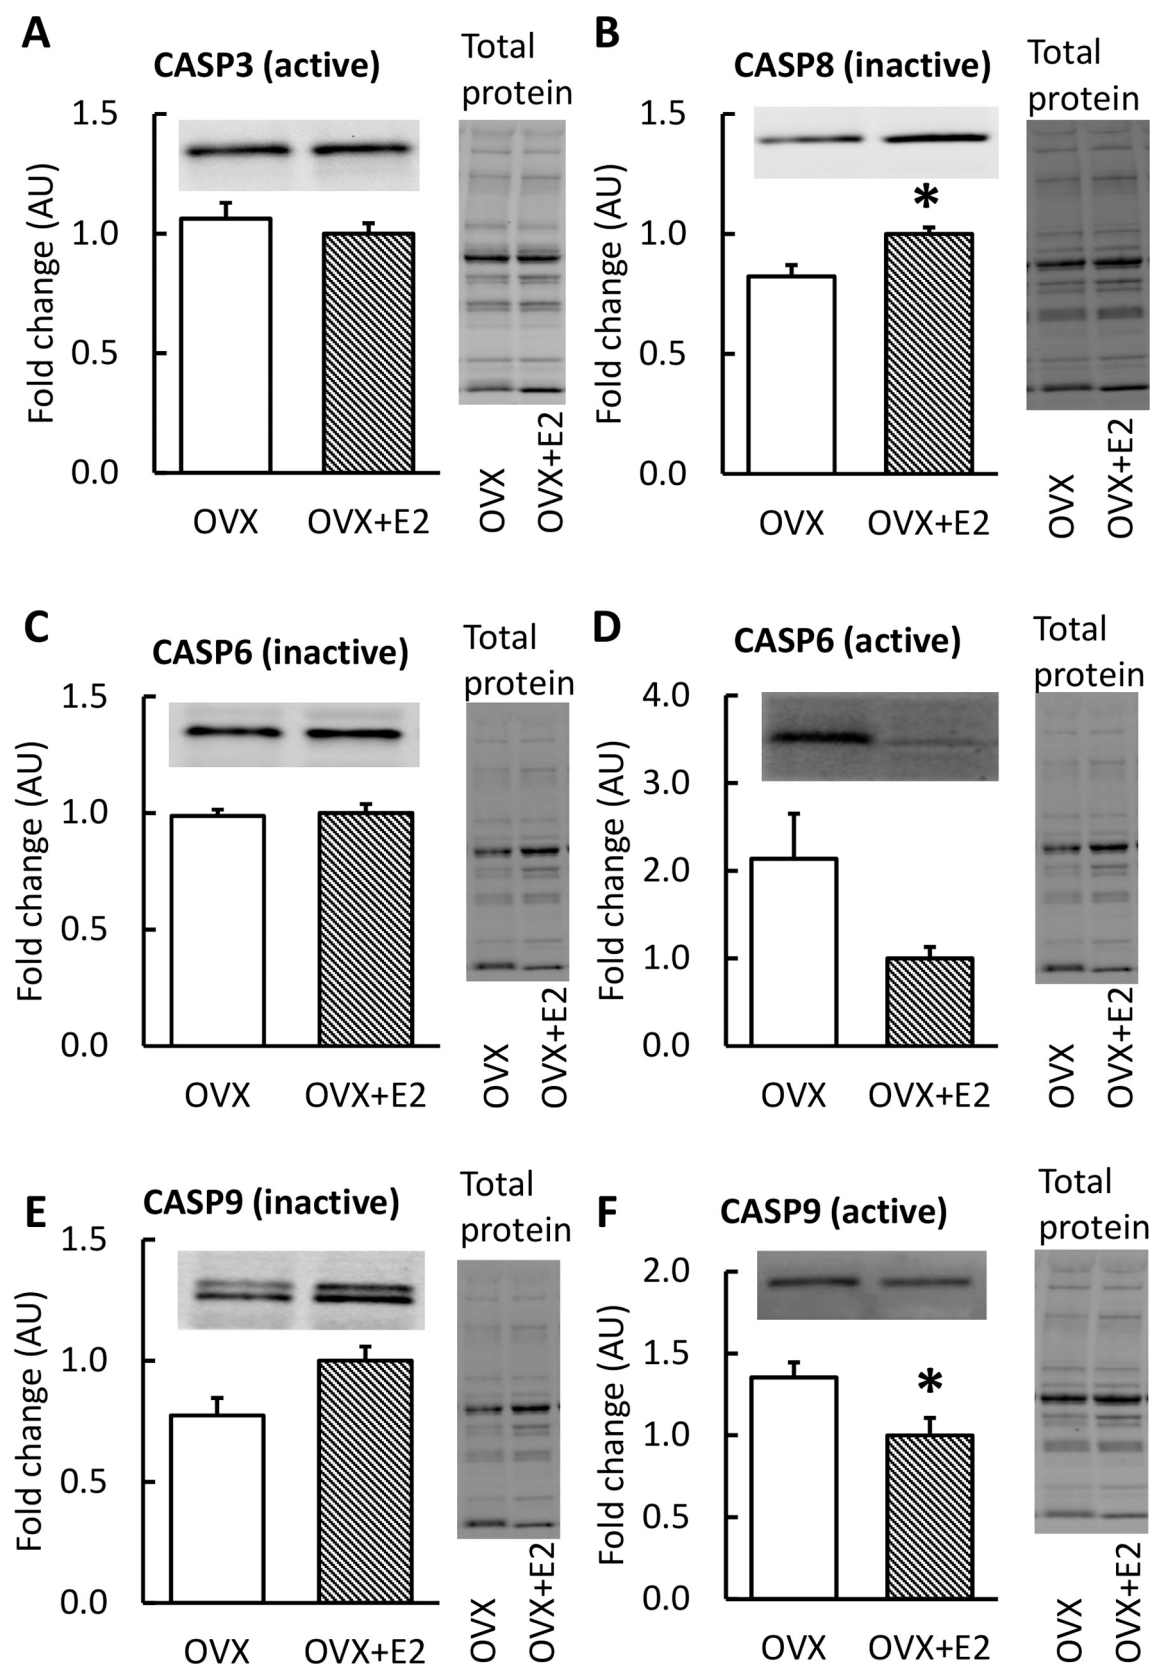 A
CASP3 (active)
Total
protein
Fold change (AU)
1.5
1.0
0.5
0.0
OVX
OVX+E2
OVX
OVX+E2
B
CASP8 (inactive)
Total
protein
Fold change (AU)
1.5
1.0
0.5
0.0
*
OVX
OVX+E2
OVX
OVX+E2
C
CASP6 (inactive)
Total
protein
Fold change (AU)
1.5
1.0
0.5
0.0
OVX
OVX+E2
OVX
OVX+E2
D
CASP6 (active)
Total
protein
Fold change (AU)
4.0
3.0
2.0
1.0
0.0
OVX
OVX+E2
OVX
OVX+E2
E
CASP9 (inactive)
Total
protein
Fold change (AU)
1.5
1.0
0.5
0.0
OVX
OVX+E2
OVX
OVX+E2
F
CASP9 (active)
Total
protein
Fold change (AU)
2.0
1.5
1.0
0.5
0.0
*
OVX
OVX+E2
OVX
OVX+E2